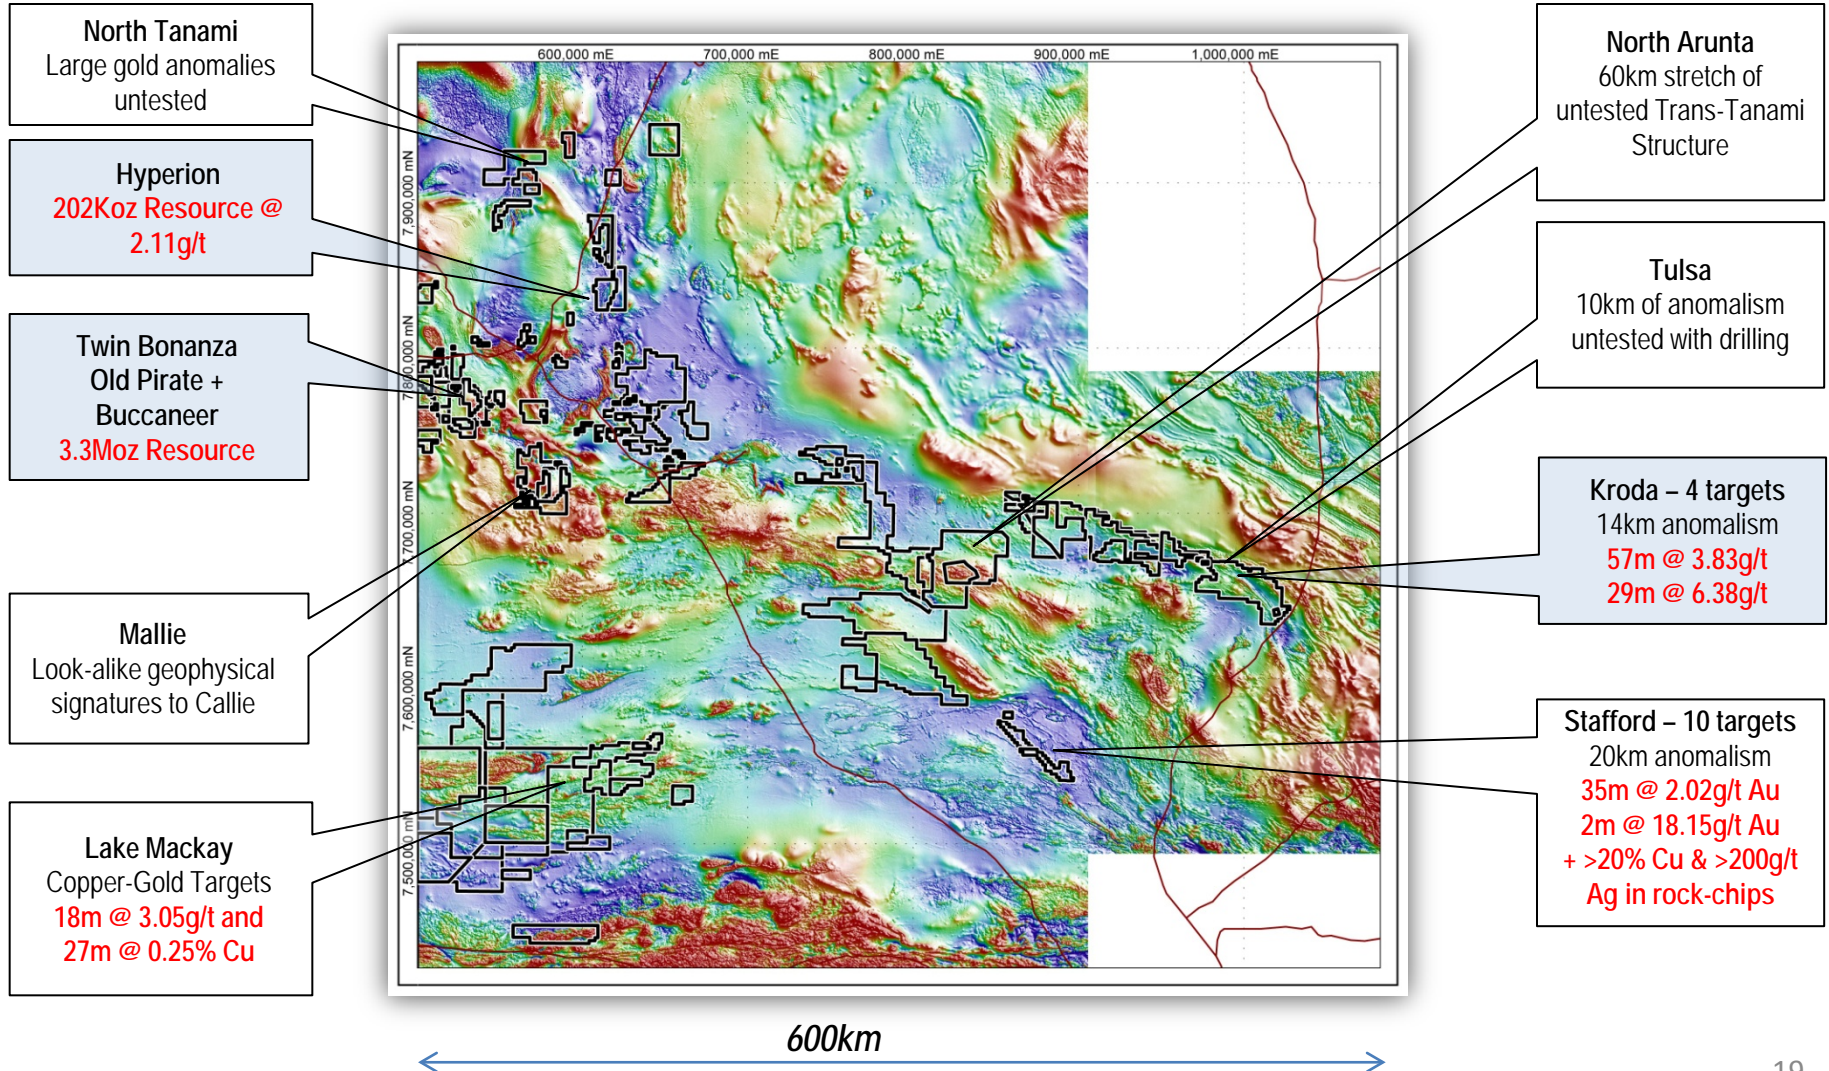 North Tanami
Large gold anomalies
untested
Hyperion
202Koz Resource @
2.11g/t
Twin Bonanza
Old Pirate +
Buccaneer
3.3Moz Resource
Mallie
Look-alike geophysical
signatures to Callie
Lake Mackay
Copper-Gold Targets
18m @ 3.05g/t and
27m @ 0.25% Cu
600,000 mE
700,000 mE
800,000 mE
900,000 mE
1,000,000 mE
7,900,000 mN
7,800,000 mN
7,700,000 mN
7,600,000 mN
7,500,000 mN
North Arunta
60km stretch of
untested Trans-Tanami
Structure
Tulsa
10km of anomalism
untested with drilling
Kroda – 4 targets
14km anomalism
57m @ 3.83g/t
29m @ 6.38g/t
Stafford – 10 targets
20km anomalism
35m @ 2.02g/t Au
2m @ 18.15g/t Au
+ >20% Cu & >200g/t
Ag in rock-chips
600km
19